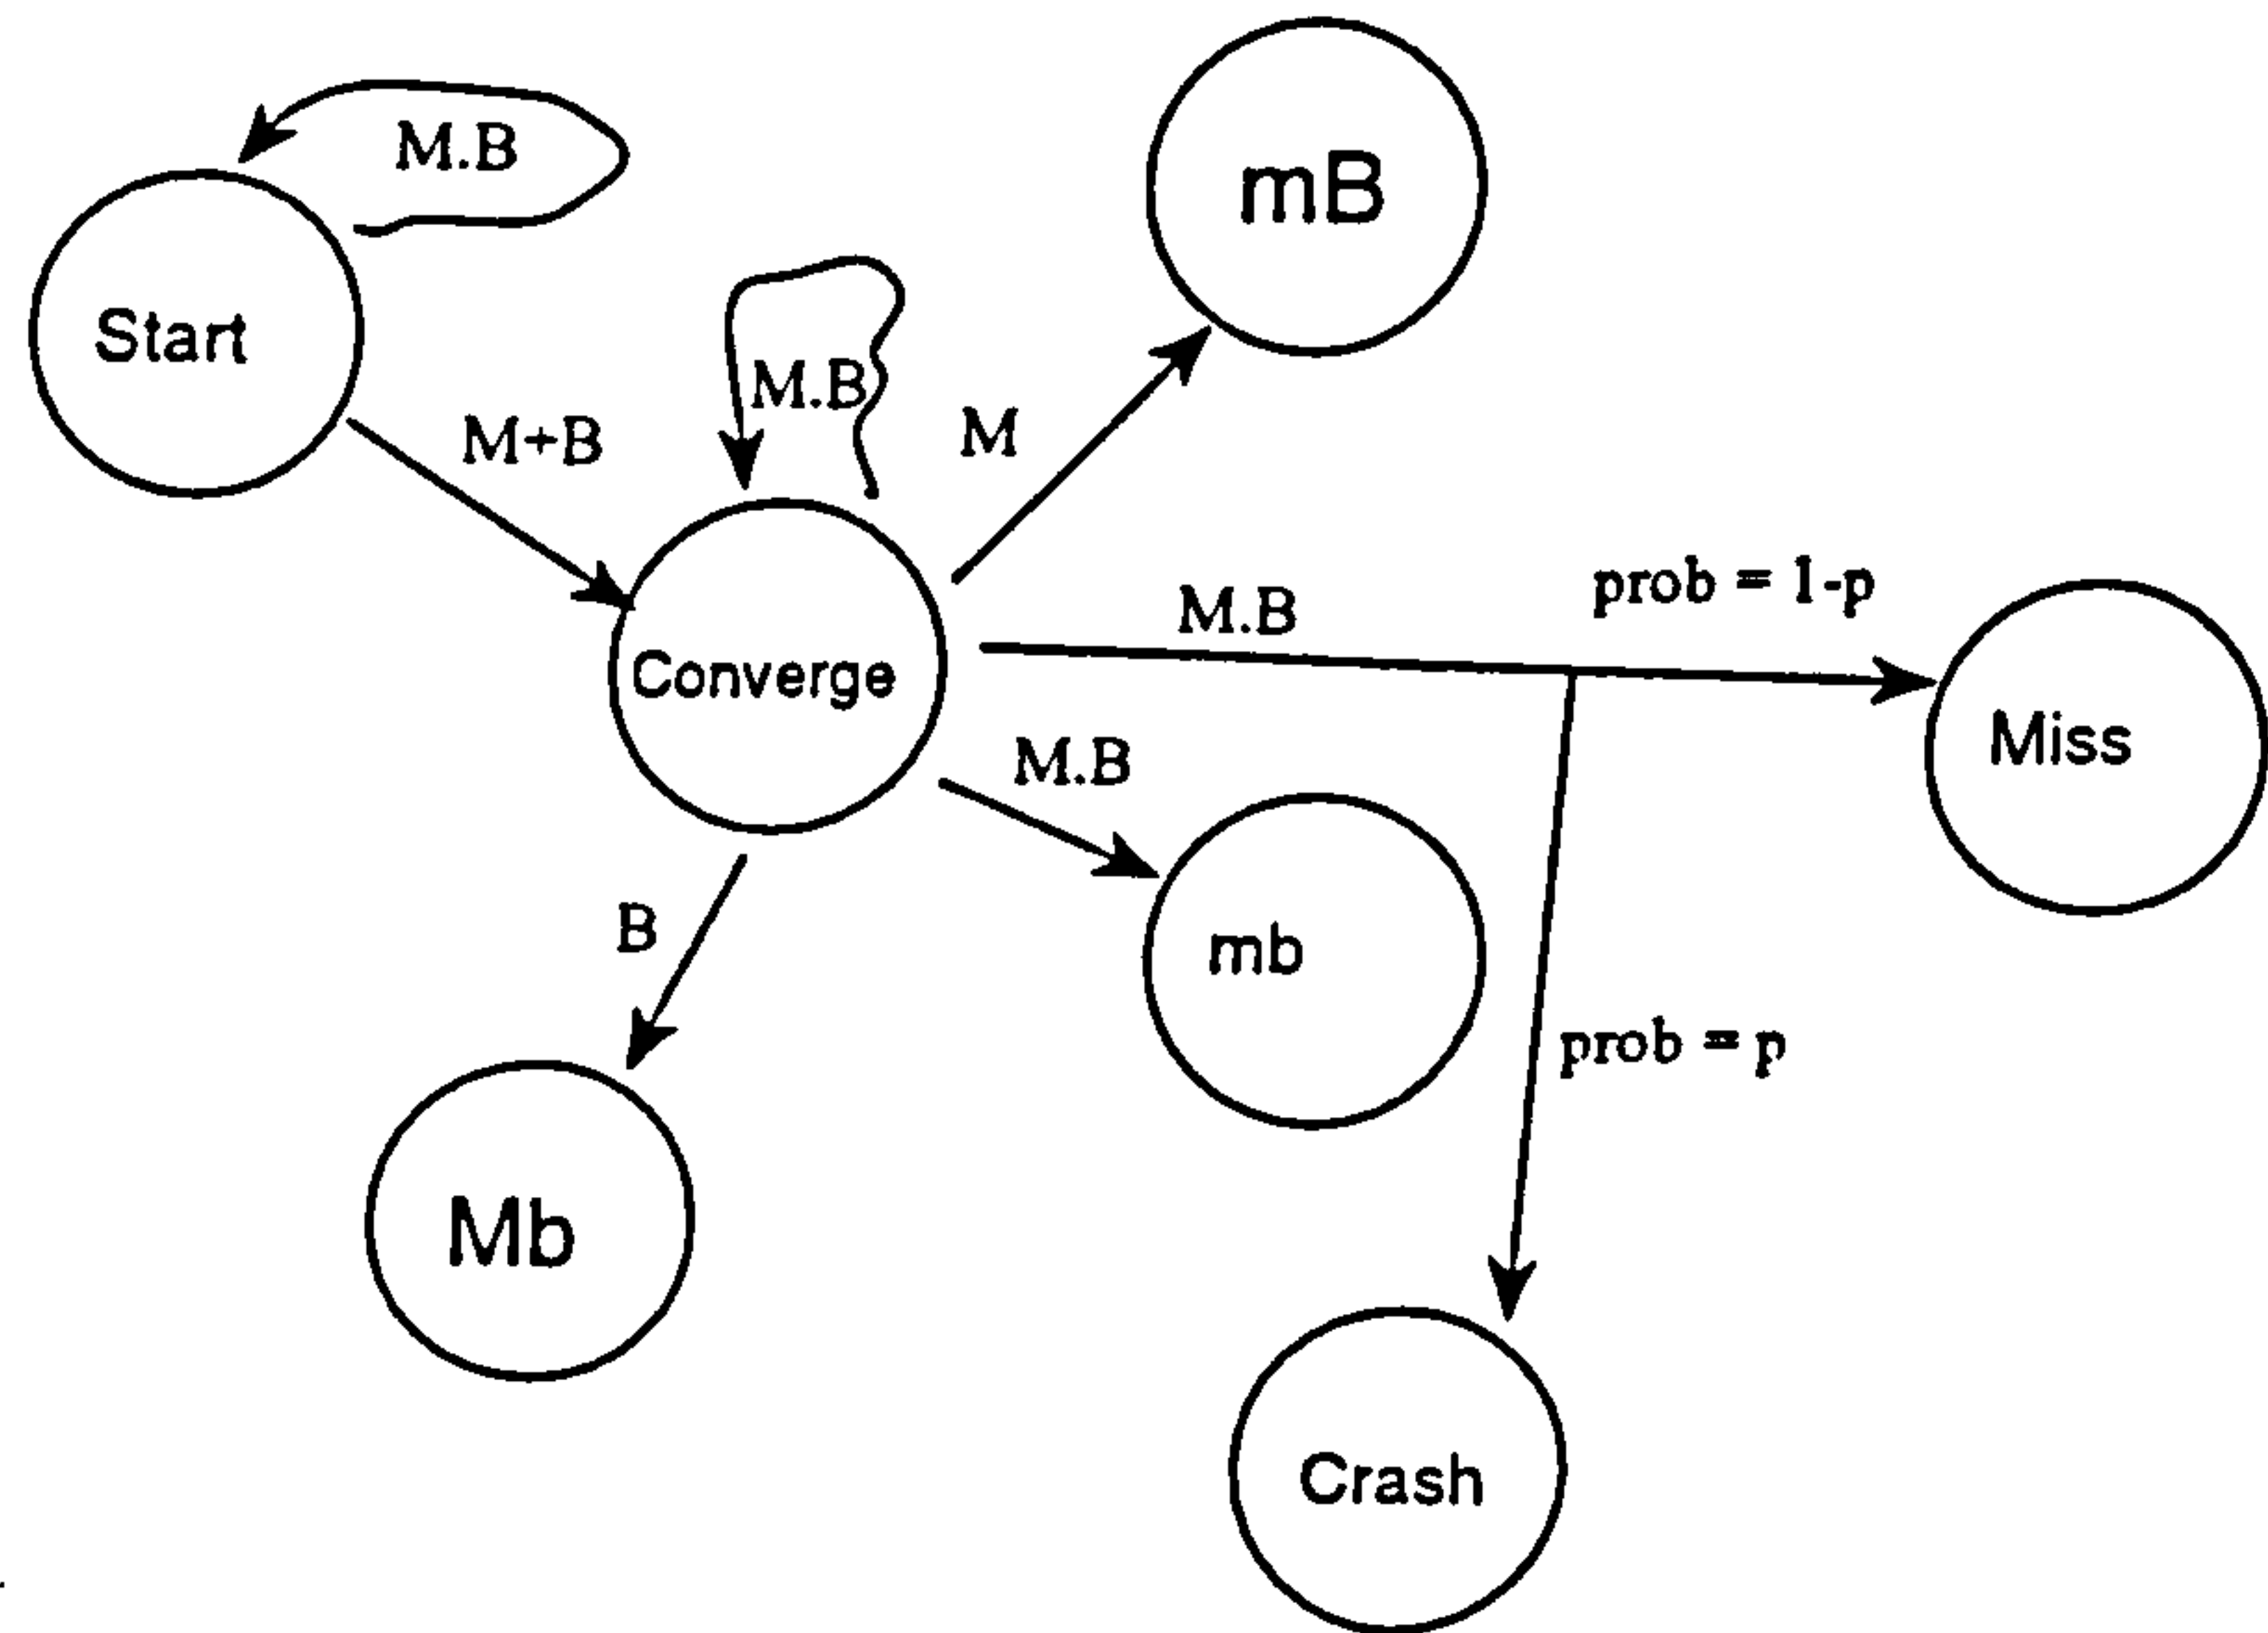 mB
M.B
Start
M.B
M+B
M
prob = 1-p
M.B
Converge
Miss
M.B
B
mb
prob = p
Mb
Crash